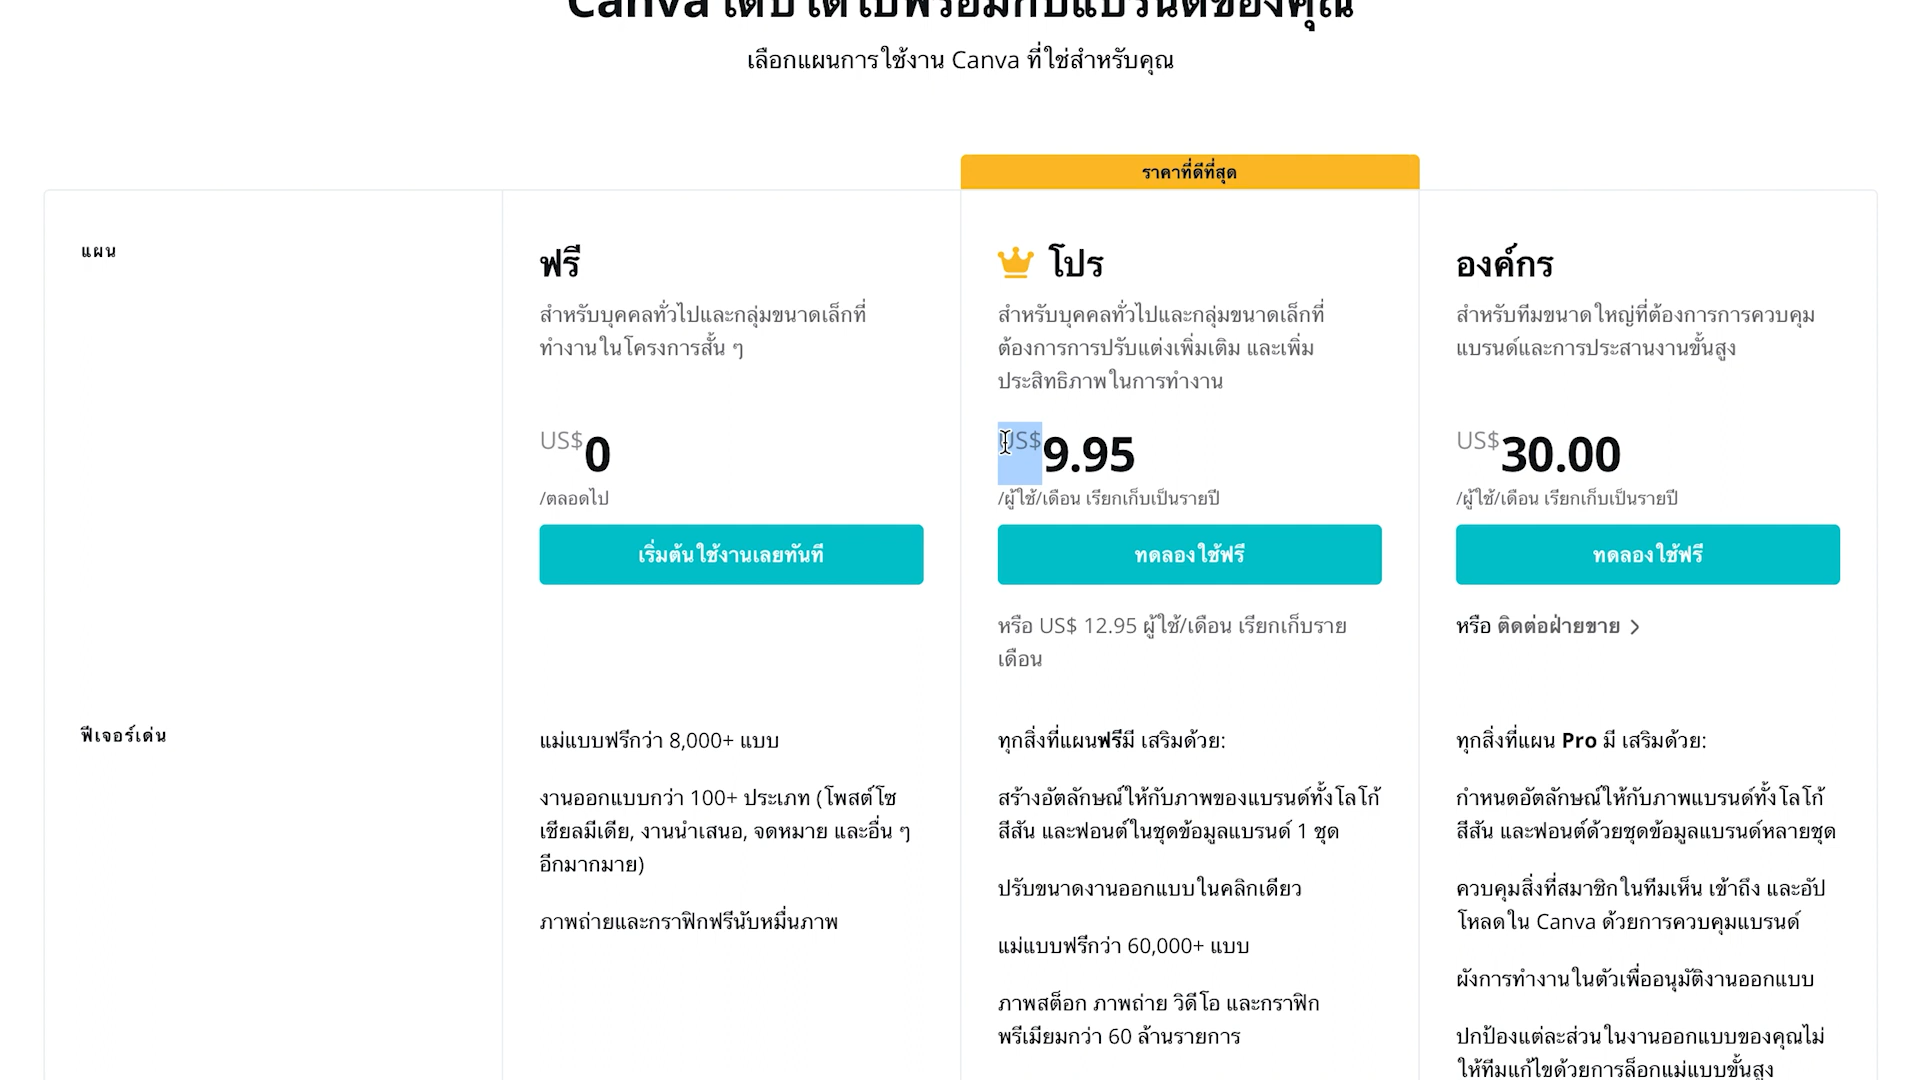 Canva เติบโตไปพร้อมกับแบรนด์ของคุณ
เลือกแผนการใช้งาน Canva ที่ใช่สำหรับคุณ
ราคาที่ดีที่สุด
แผน
ฟรี
สำหรับบุคคลทั่วไปและกลุ่มขนาดเล็กที่
ทำงานในโครงการสั้น ๆ
US$0
/ตลอดไป
เริ่มต้นใช้งานเลยทันที
โปร
สำหรับบุคคลทั่วไปและกลุ่มขนาดเล็กที่
ต้องการการปรับแต่งเพิ่มเติม และเพิ่ม
ประสิทธิภาพในการทำงาน
US$9.95
/ผู้ใช้/เดือน เรียกเก็บเป็นรายปี
ทดลองใช้ฟรี
หรือ US$ 12.95 ผู้ใช้/เดือน เรียกเก็บราย
เดือน
องค์กร
สำหรับทีมขนาดใหญ่ที่ต้องการการควบคุม
แบรนด์และการประสานงานขั้นสูง
US$30.00
/ผู้ใช้/เดือน เรียกเก็บเป็นรายปี
ทดลองใช้ฟรี
หรือ ติดต่อฝ่ายขาย
ฟีเจอร์เด่น
แม่แบบฟรีกว่า 8,000+ แบบ
งานออกแบบกว่า 100+ ประเภท (โพสต์โซ
เชียลมีเดีย, งานนำเสนอ, จดหมาย และอื่น ๆ
อีกมากมาย)
ภาพถ่ายและกราฟิกฟรีนับหมื่นภาพ
ทุกสิ่งที่แผนฟรีมี เสริมด้วย:
สร้างอัตลักษณ์ให้กับภาพของแบรนด์ทั้งโลโก้
สีสัน และฟอนต์ในชุดข้อมูลแบรนด์ 1 ชุด
ปรับขนาดงานออกแบบในคลิกเดียว
แม่แบบฟรีกว่า 60,000+ แบบ
ภาพสต็อก ภาพถ่าย วิดีโอ และกราฟิก
พรีเมียมกว่า 60 ล้านรายการ
ทุกสิ่งที่แผน Pro มี เสริมด้วย:
กำหนดอัตลักษณ์ให้กับภาพแบรนด์ทั้งโลโก้
สีสัน และฟอนต์ด้วยชุดข้อมูลแบรนด์หลายชุด
ควบคุมสิ่งที่สมาชิกในทีมเห็น เข้าถึง และอัป
โหลดใน Canva ด้วยการควบคุมแบรนด์
ผังการทำงานในตัวเพื่ออนุมัติงานออกแบบ
ปกป้องแต่ละส่วนในงานออกแบบของคุณไม่
ให้ทีมแก้ไขด้วยการล็อกแม่แบบขั้นสูง